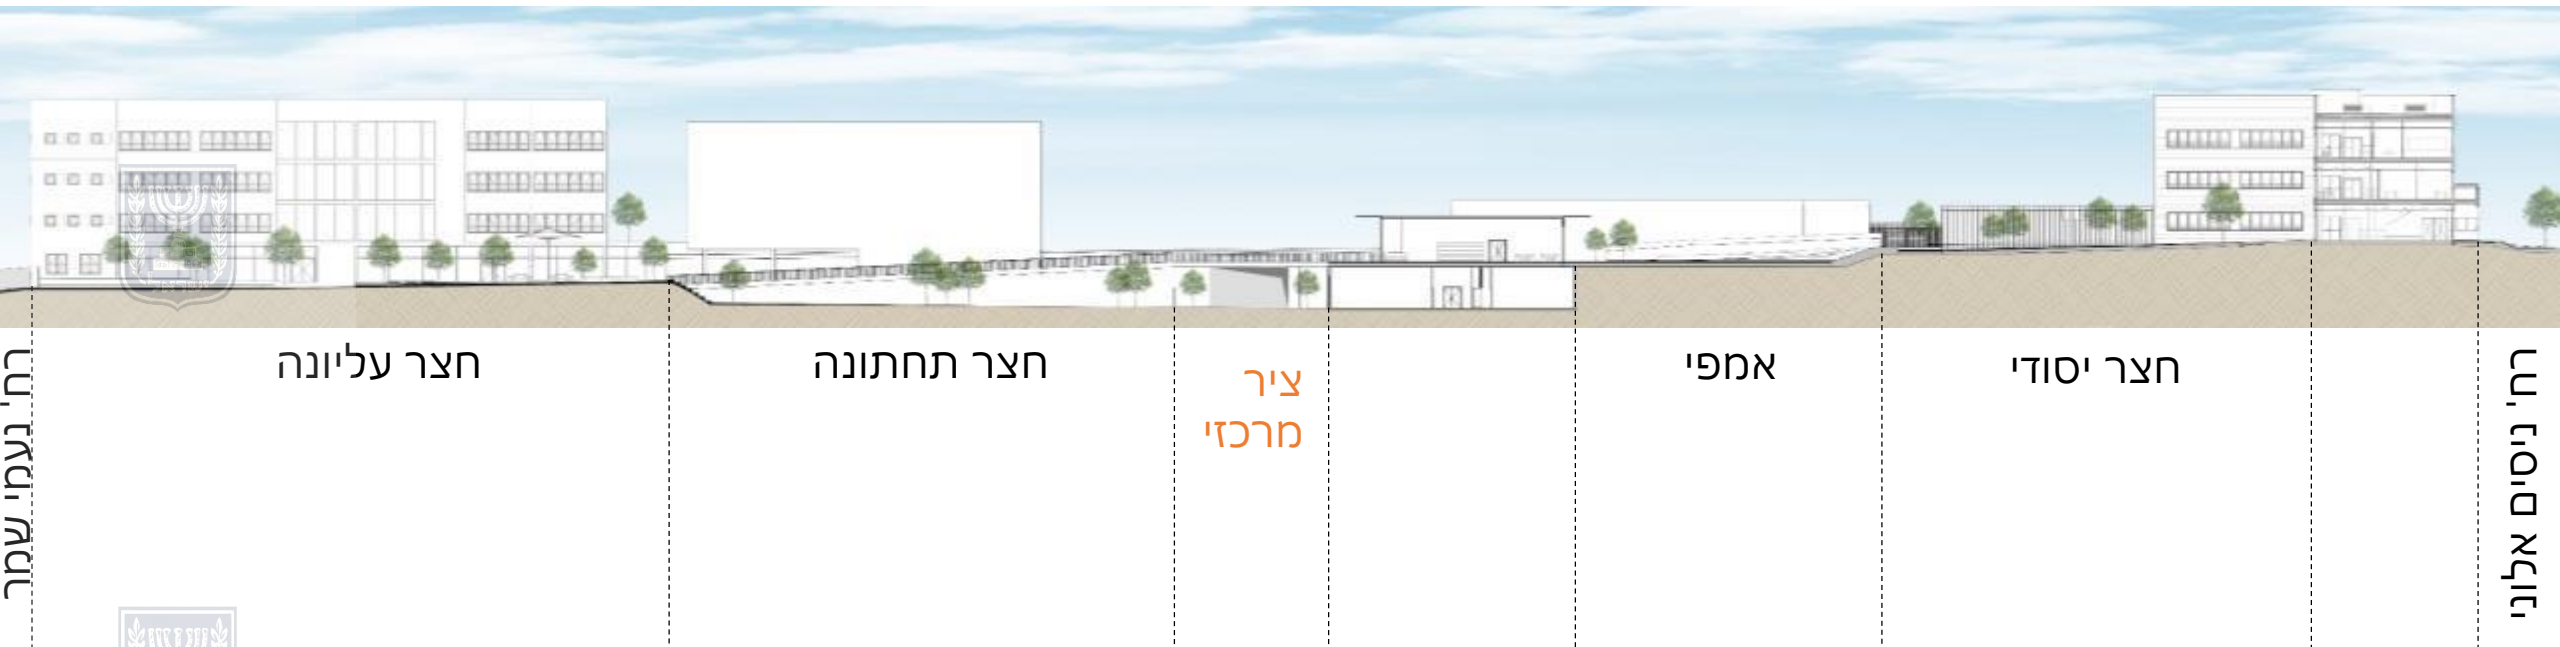 רח' ניסים אלוני
חצר יסודי
אמפי
ציר
מרכזי
חצר תחתונה
חצר עליונה
רח' נעמי שמר